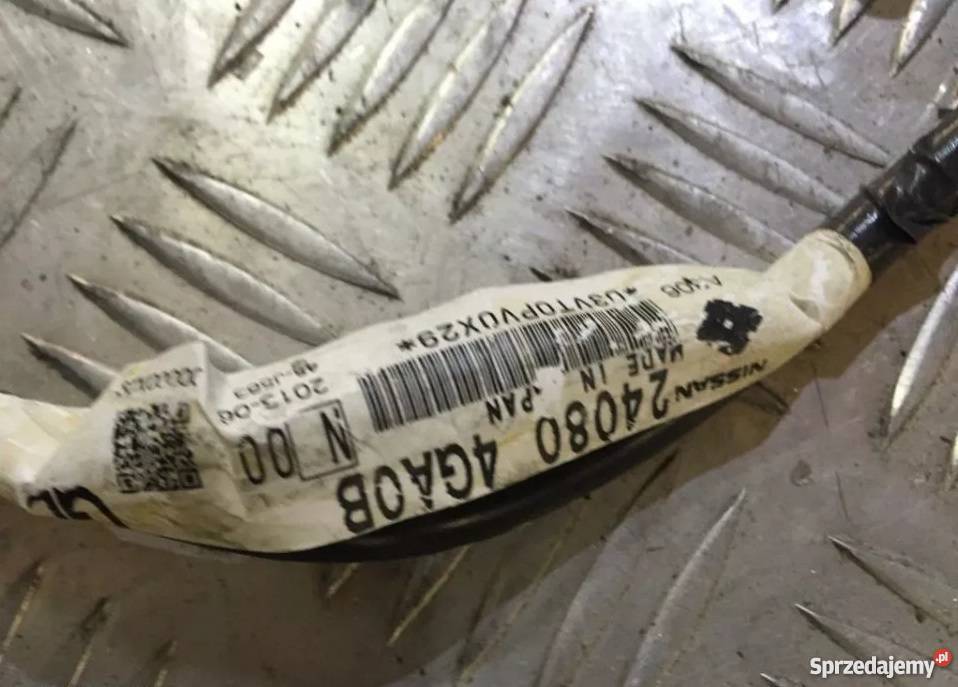 NISSAN
24080 4GA0B
MADE IN PAN
N 00
*U3VT0PV0X29*
2013-06
Sprzedajemy.pl